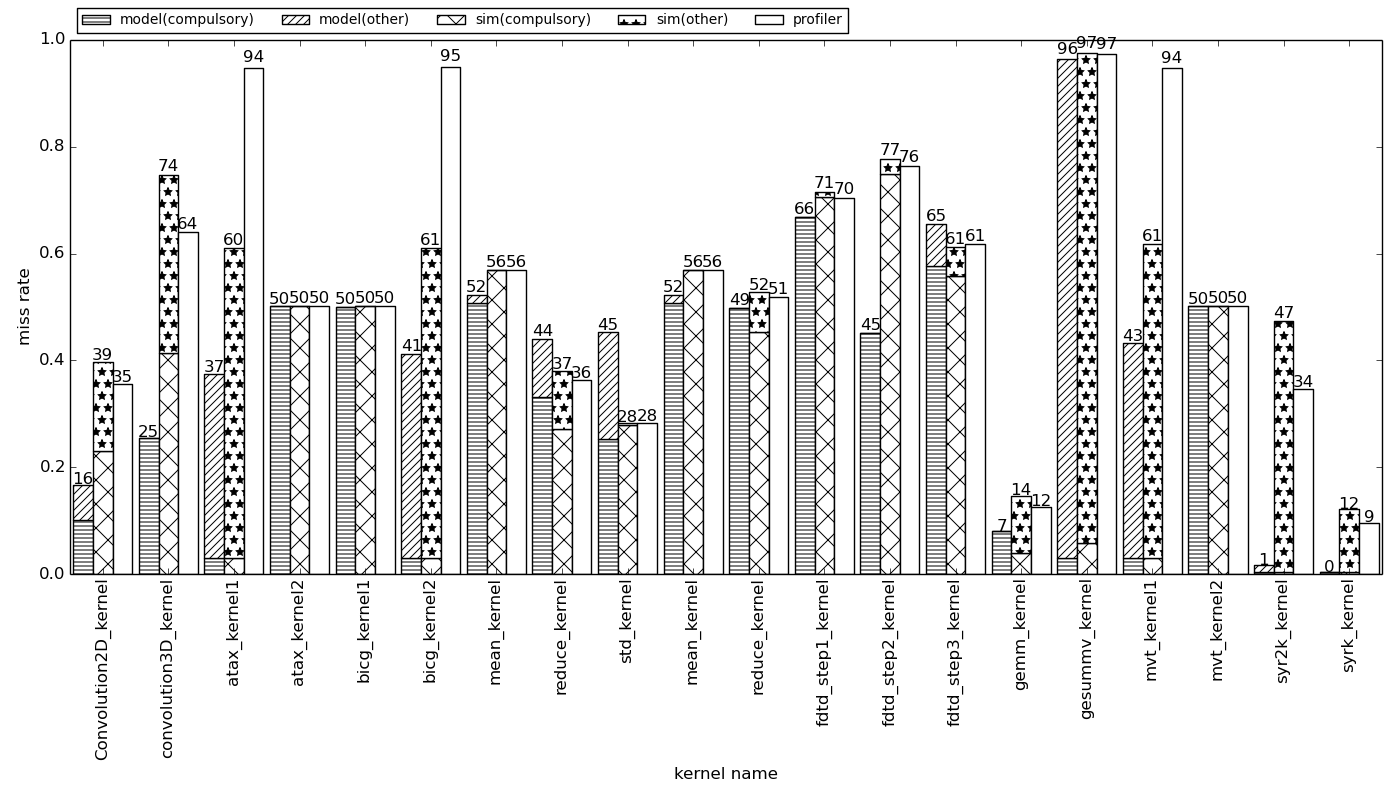 model(compulsory) model(other) sim(compulsory) sim(other) profiler
miss rate
1.0
0.8
0.6
0.4
0.2
0.0
16 39 35
25 74 64
37 60 94
50 50 50
50 50 50
41 61 95
52 56 56
44 37 36
45 28 28
52 56 56
49 52 51
66 71 70
45 77 76
65 61 61
7 14 12
96 97 97
43 61 94
50 50 50
1 47 34
0 12 9
Convolution2D_kernel
convolution3D_kernel
atax_kernel1
atax_kernel2
bicg_kernel1
bicg_kernel2
mean_kernel
reduce_kernel
std_kernel
mean_kernel
reduce_kernel
fdtd_step1_kernel
fdtd_step2_kernel
fdtd_step3_kernel
gemm_kernel
gesummv_kernel
mvt_kernel1
mvt_kernel2
syr2k_kernel
syrk_kernel
kernel name